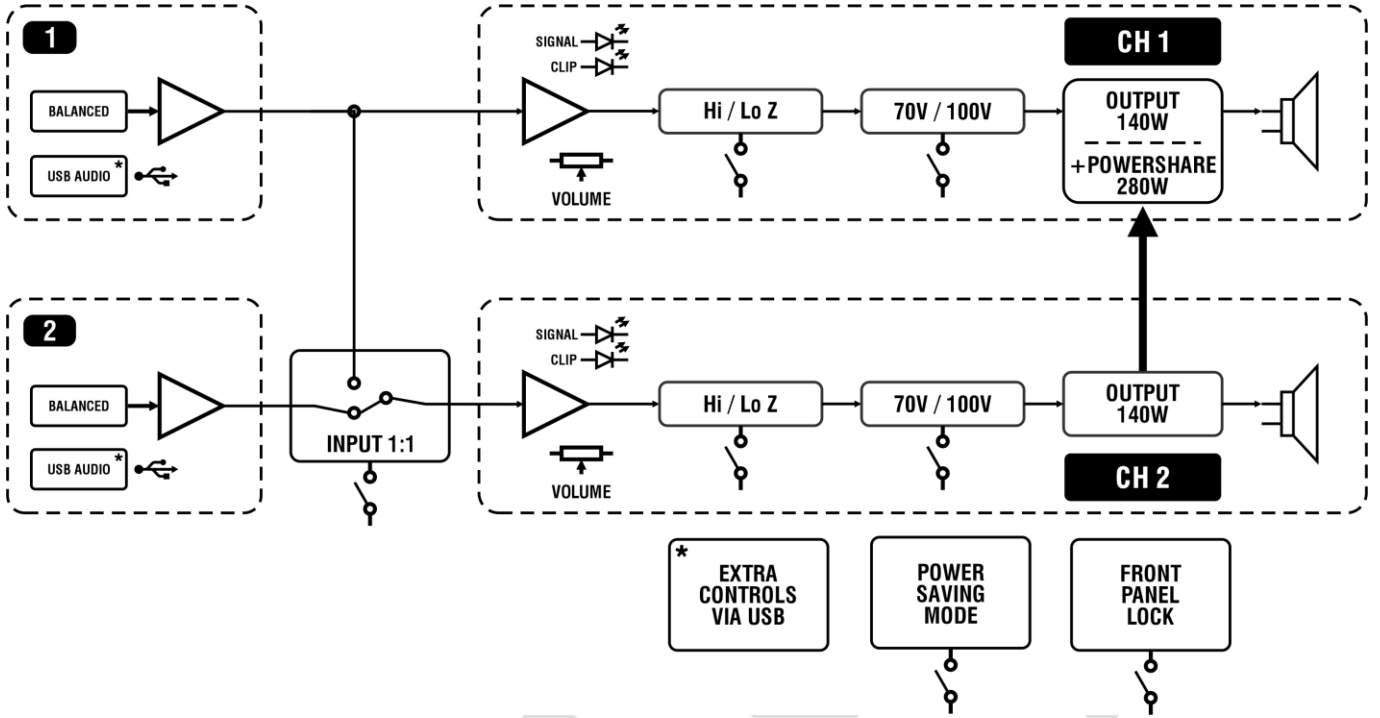 1
BALANCED
USB AUDIO *
SIGNAL
CLIP
VOLUME
Hi / Lo Z
70V / 100V
CH 1
OUTPUT
140W
+POWERSHARE
280W
2
BALANCED
USB AUDIO *
INPUT 1:1
SIGNAL
CLIP
VOLUME
Hi / Lo Z
70V / 100V
OUTPUT
140W
CH 2
*
EXTRA
CONTROLS
VIA USB
POWER
SAVING
MODE
FRONT
PANEL
LOCK